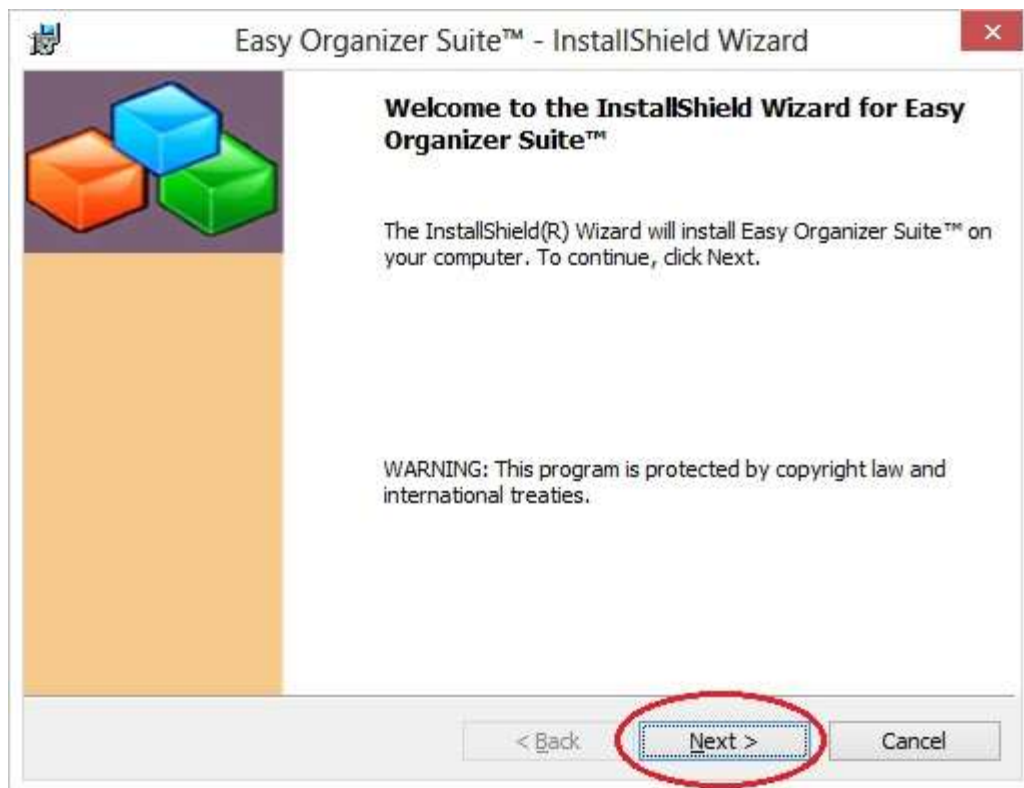 Easy Organizer Suite™ - InstallShield Wizard
Welcome to the InstallShield Wizard for Easy
Organizer Suite™
The InstallShield(R) Wizard will install Easy Organizer Suite™ on
your computer. To continue, click Next.
WARNING: This program is protected by copyright law and
international treaties.
< Back
Next >
Cancel